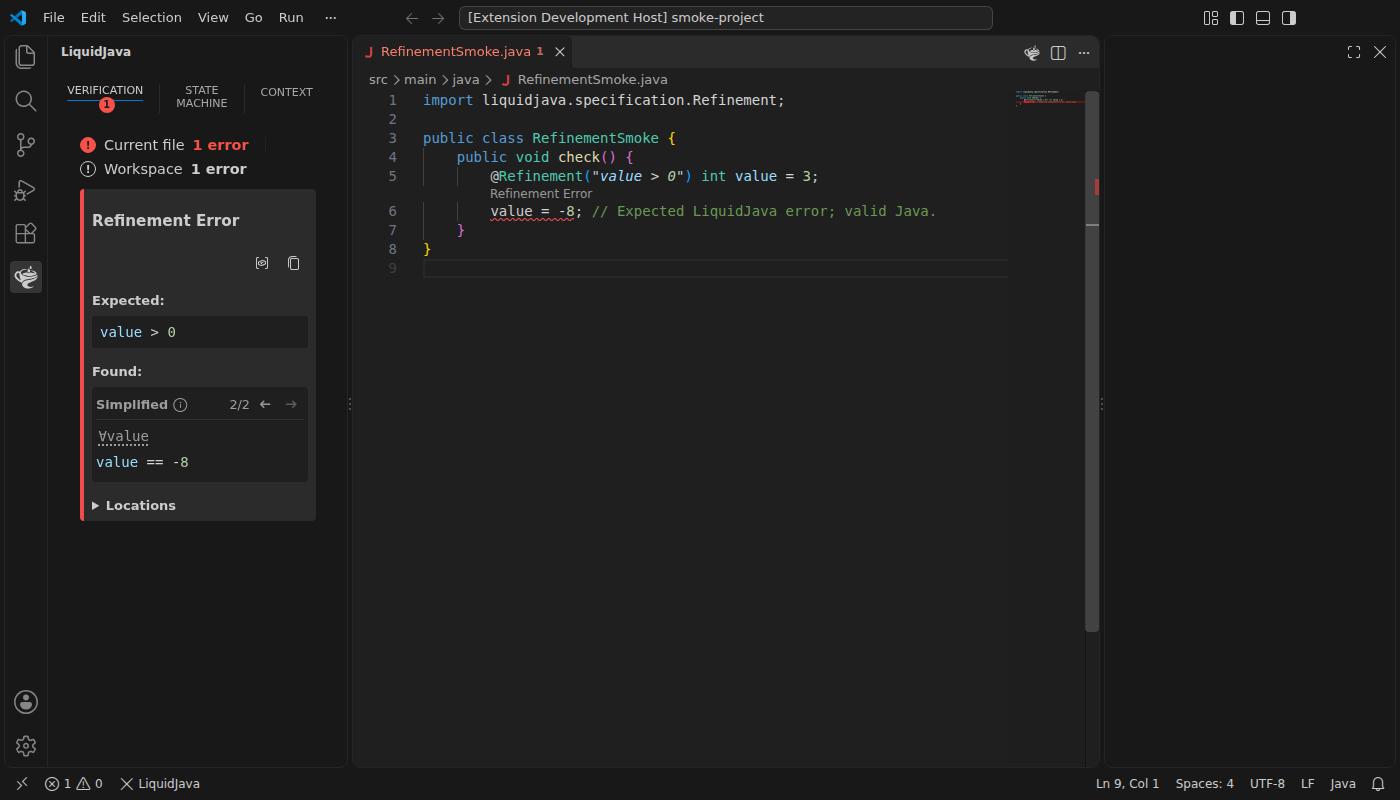 File Edit Selection View Go Run ···
[Extension Development Host] smoke-project
LiquidJava
VERIFICATION
1
STATE
MACHINE
CONTEXT
Current file 1 error
Workspace 1 error
Refinement Error
Expected:
value > 0
Found:
Simplified 2/2 ← →
∀value
value == -8
Locations
RefinementSmoke.java 1
src > main > java > RefinementSmoke.java
1 import liquidjava.specification.Refinement;
2
3 public class RefinementSmoke {
4 public void check() {
5 @Refinement("value > 0") int value = 3;
Refinement Error
6 value = -8; // Expected LiquidJava error; valid Java.
7 }
8 }
9
1 0 LiquidJava
Ln 9, Col 1 Spaces: 4 UTF-8 LF Java